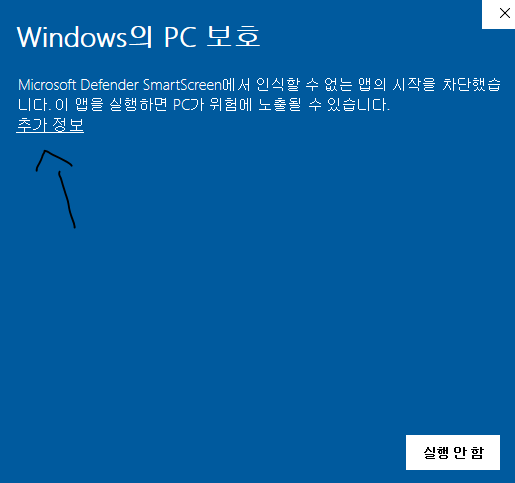 Windows의 PC 보호
Microsoft Defender SmartScreen에서 인식할 수 없는 앱의 시작을 차단했습
니다. 이 앱을 실행하면 PC가 위험에 노출될 수 있습니다.
추가 정보
실행 안 함